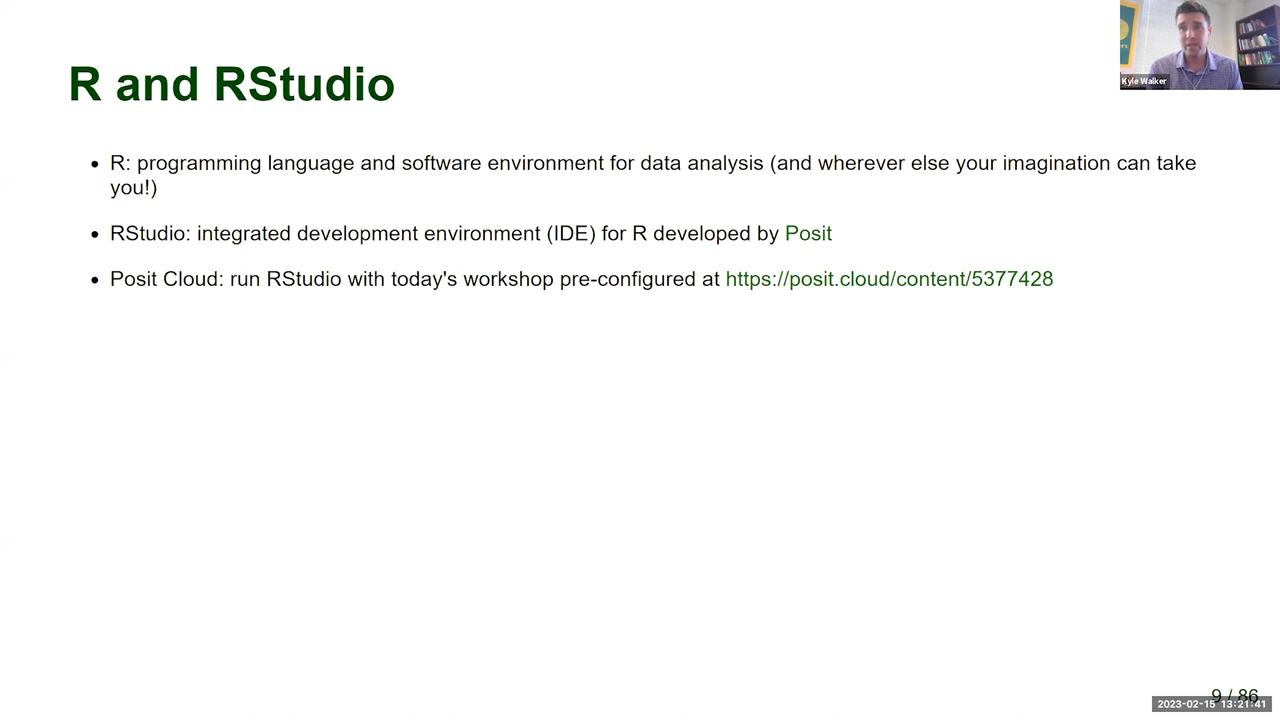 R and RStudio
Kyle Walker
R: programming language and software environment for data analysis (and wherever else your imagination can take
you!)
RStudio: integrated development environment (IDE) for R developed by Posit
Posit Cloud: run RStudio with today's workshop pre-configured at https://posit.cloud/content/5377428
9 / 86
2023-02-15 13:21:41